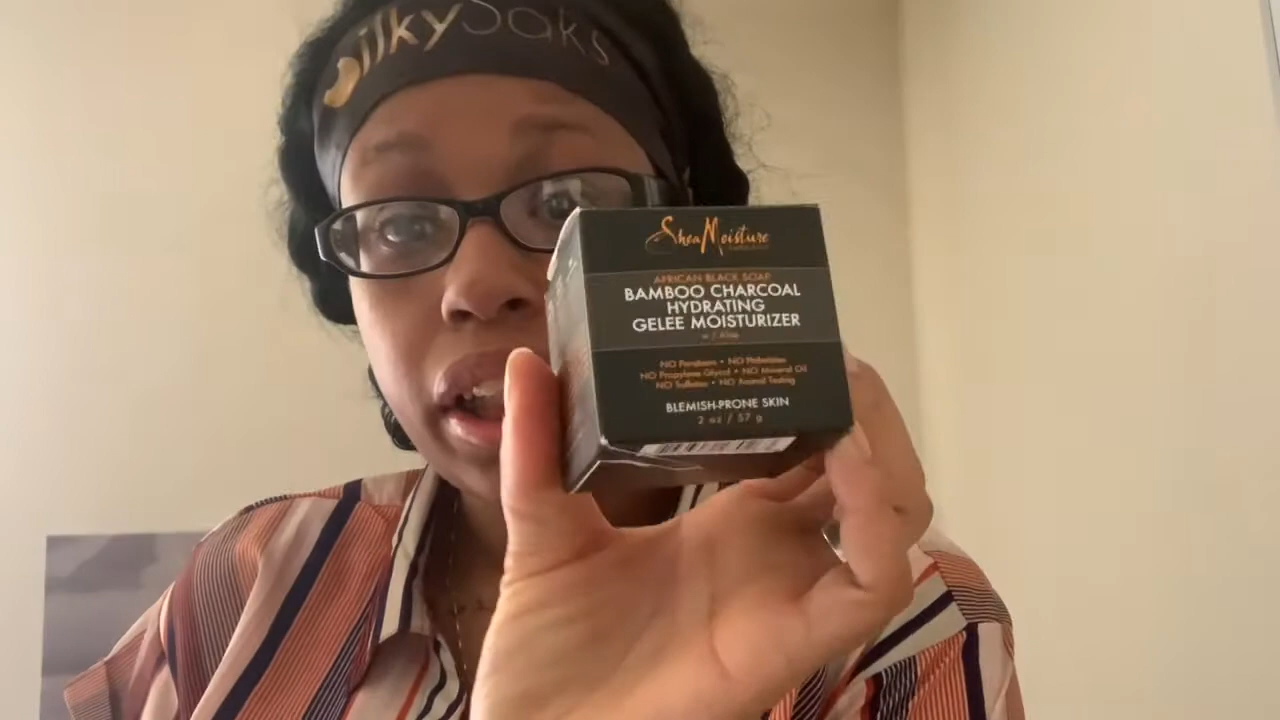 SilkySaks
SheaMoisture
AFRICAN BLACK SOAP
BAMBOO CHARCOAL
HYDRATING
GELEE MOISTURIZER
w / Aloe
NO Parabens • NO Phthalates
NO Propylene Glycol • NO Mineral Oil
NO Sulfates • NO Animal Testing
BLEMISH-PRONE SKIN
2 oz / 57 g